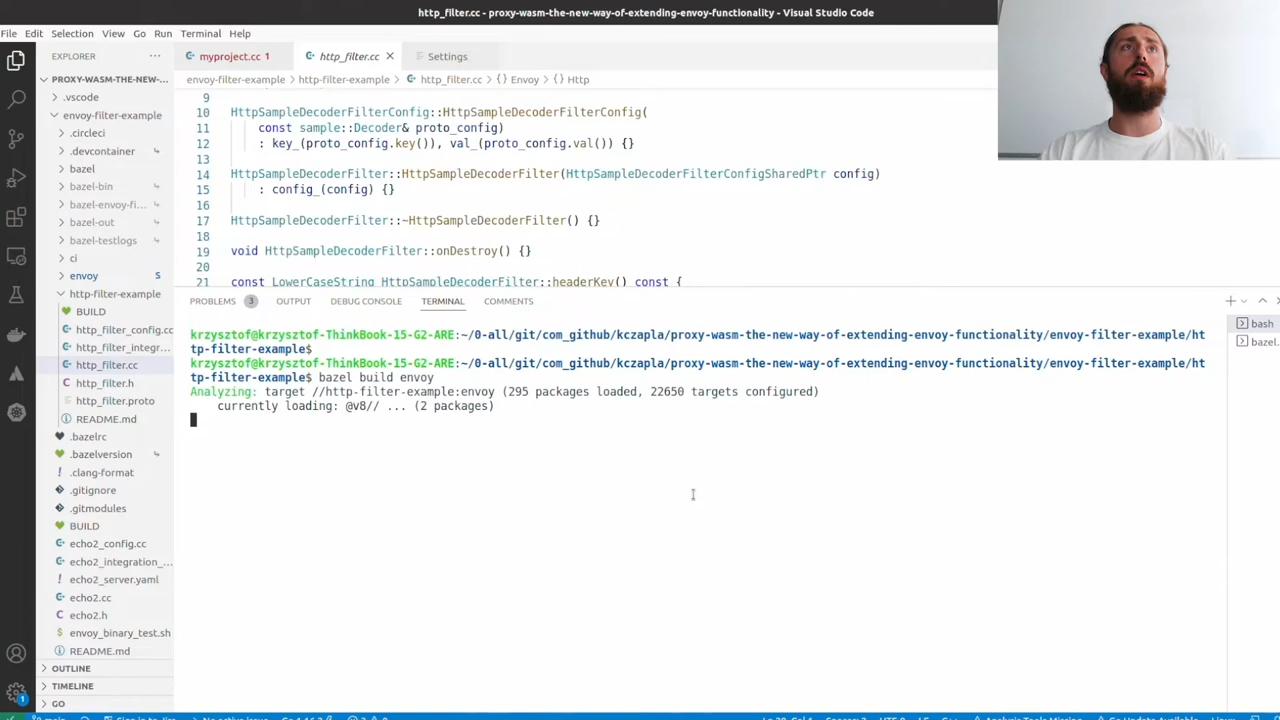 http_filter.cc - proxy-wasm-the-new-way-of-extending-envoy-functionality - Visual Studio Code
File Edit Selection View Go Run Terminal Help
EXPLORER ...
PROXY-WASM-THE-NEW-...
.vscode
envoy-filter-example
.circleci
.devcontainer
bazel
bazel-bin
bazel-envoy-fi...
bazel-out
bazel-testlogs
ci
envoy S
http-filter-example
BUILD
http_filter_config.cc
http_filter_integr...
http_filter.cc
http_filter.h
http_filter.proto
README.md
.bazelrc
.bazelversion
.clang-format
.gitignore
.gitmodules
BUILD
echo2_config.cc
echo2_integration_...
echo2_server.yaml
echo2.cc
echo2.h
envoy_binary_test.sh
README.md
OUTLINE
TIMELINE
GO
1
myproject.cc 1 http_filter.cc Settings
envoy-filter-example > http-filter-example > http_filter.cc > {} Envoy > {} Http
9
10 HttpSampleDecoderFilterConfig::HttpSampleDecoderFilterConfig(
11 const sample::Decoder& proto_config)
12 : key_(proto_config.key()), val_(proto_config.val()) {}
13
14 HttpSampleDecoderFilter::HttpSampleDecoderFilter(HttpSampleDecoderFilterConfigSharedPtr config)
15 : config_(config) {}
16
17 HttpSampleDecoderFilter::~HttpSampleDecoderFilter() {}
18
19 void HttpSampleDecoderFilter::onDestroy() {}
20
21 const LowerCaseString HttpSampleDecoderFilter::headerKey() const {
PROBLEMS 3 OUTPUT DEBUG CONSOLE TERMINAL COMMENTS
krzysztof@krzysztof-ThinkBook-15-G2-ARE:~/0-all/git/com_github/kczapla/proxy-wasm-the-new-way-of-extending-envoy-functionality/envoy-filter-example/ht
tp-filter-example$
krzysztof@krzysztof-ThinkBook-15-G2-ARE:~/0-all/git/com_github/kczapla/proxy-wasm-the-new-way-of-extending-envoy-functionality/envoy-filter-example/ht
tp-filter-example$ bazel build envoy
Analyzing: target //http-filter-example:envoy (295 packages loaded, 22650 targets configured)
currently loading: @v8// ... (2 packages)
bash
bazel.